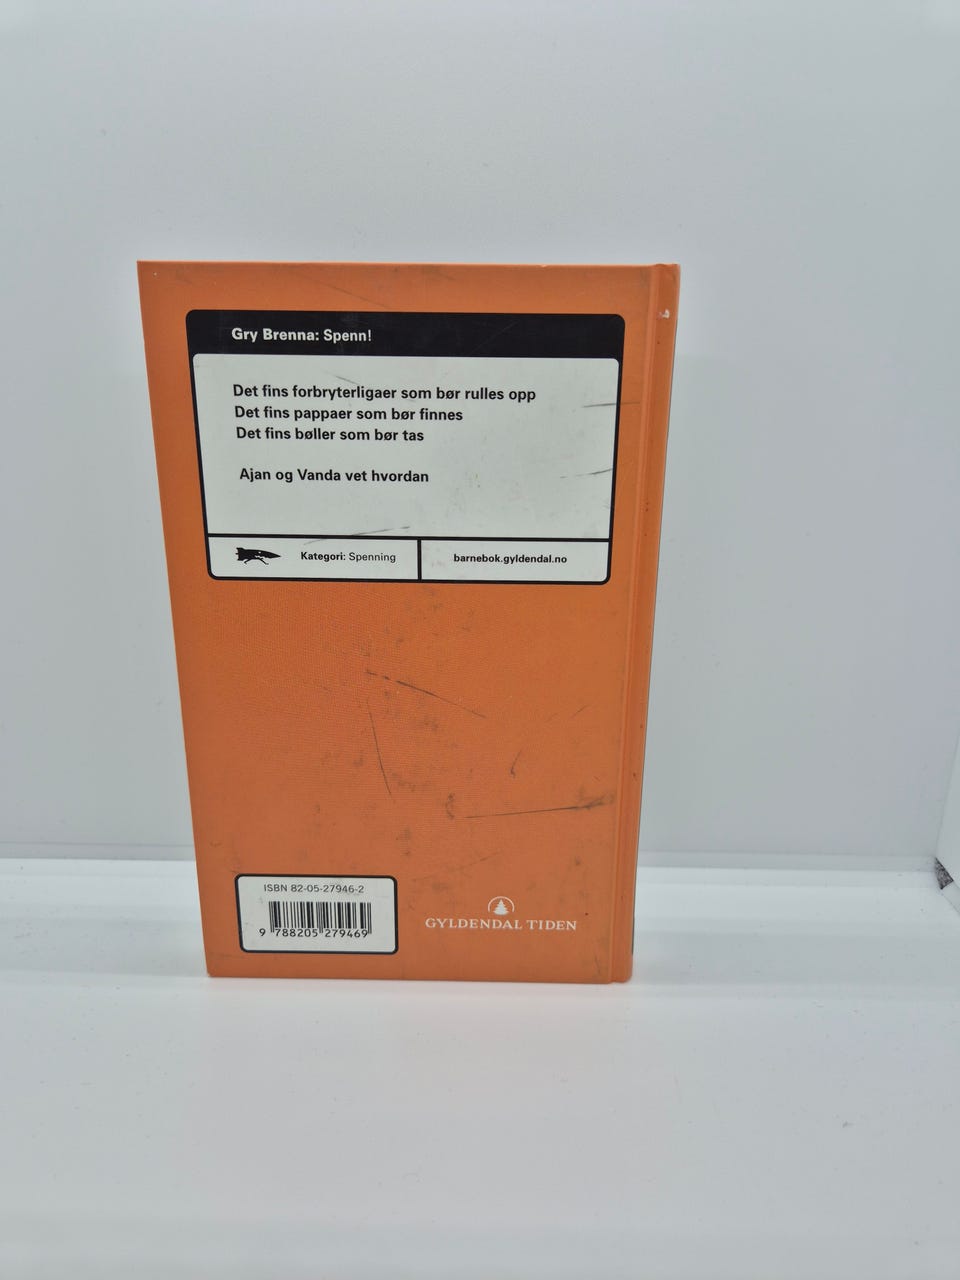 Gry Brenna: Spenn!
Det fins forbryterligaer som bør rulles opp
Det fins pappaer som bør finnes
Det fins bøller som bør tas
Ajan og Vanda vet hvordan
Kategori: Spenning
barnebok.gyldendal.no
ISBN 82-05-27946-2
9 788205 279469
GYLDENDAL TIDEN